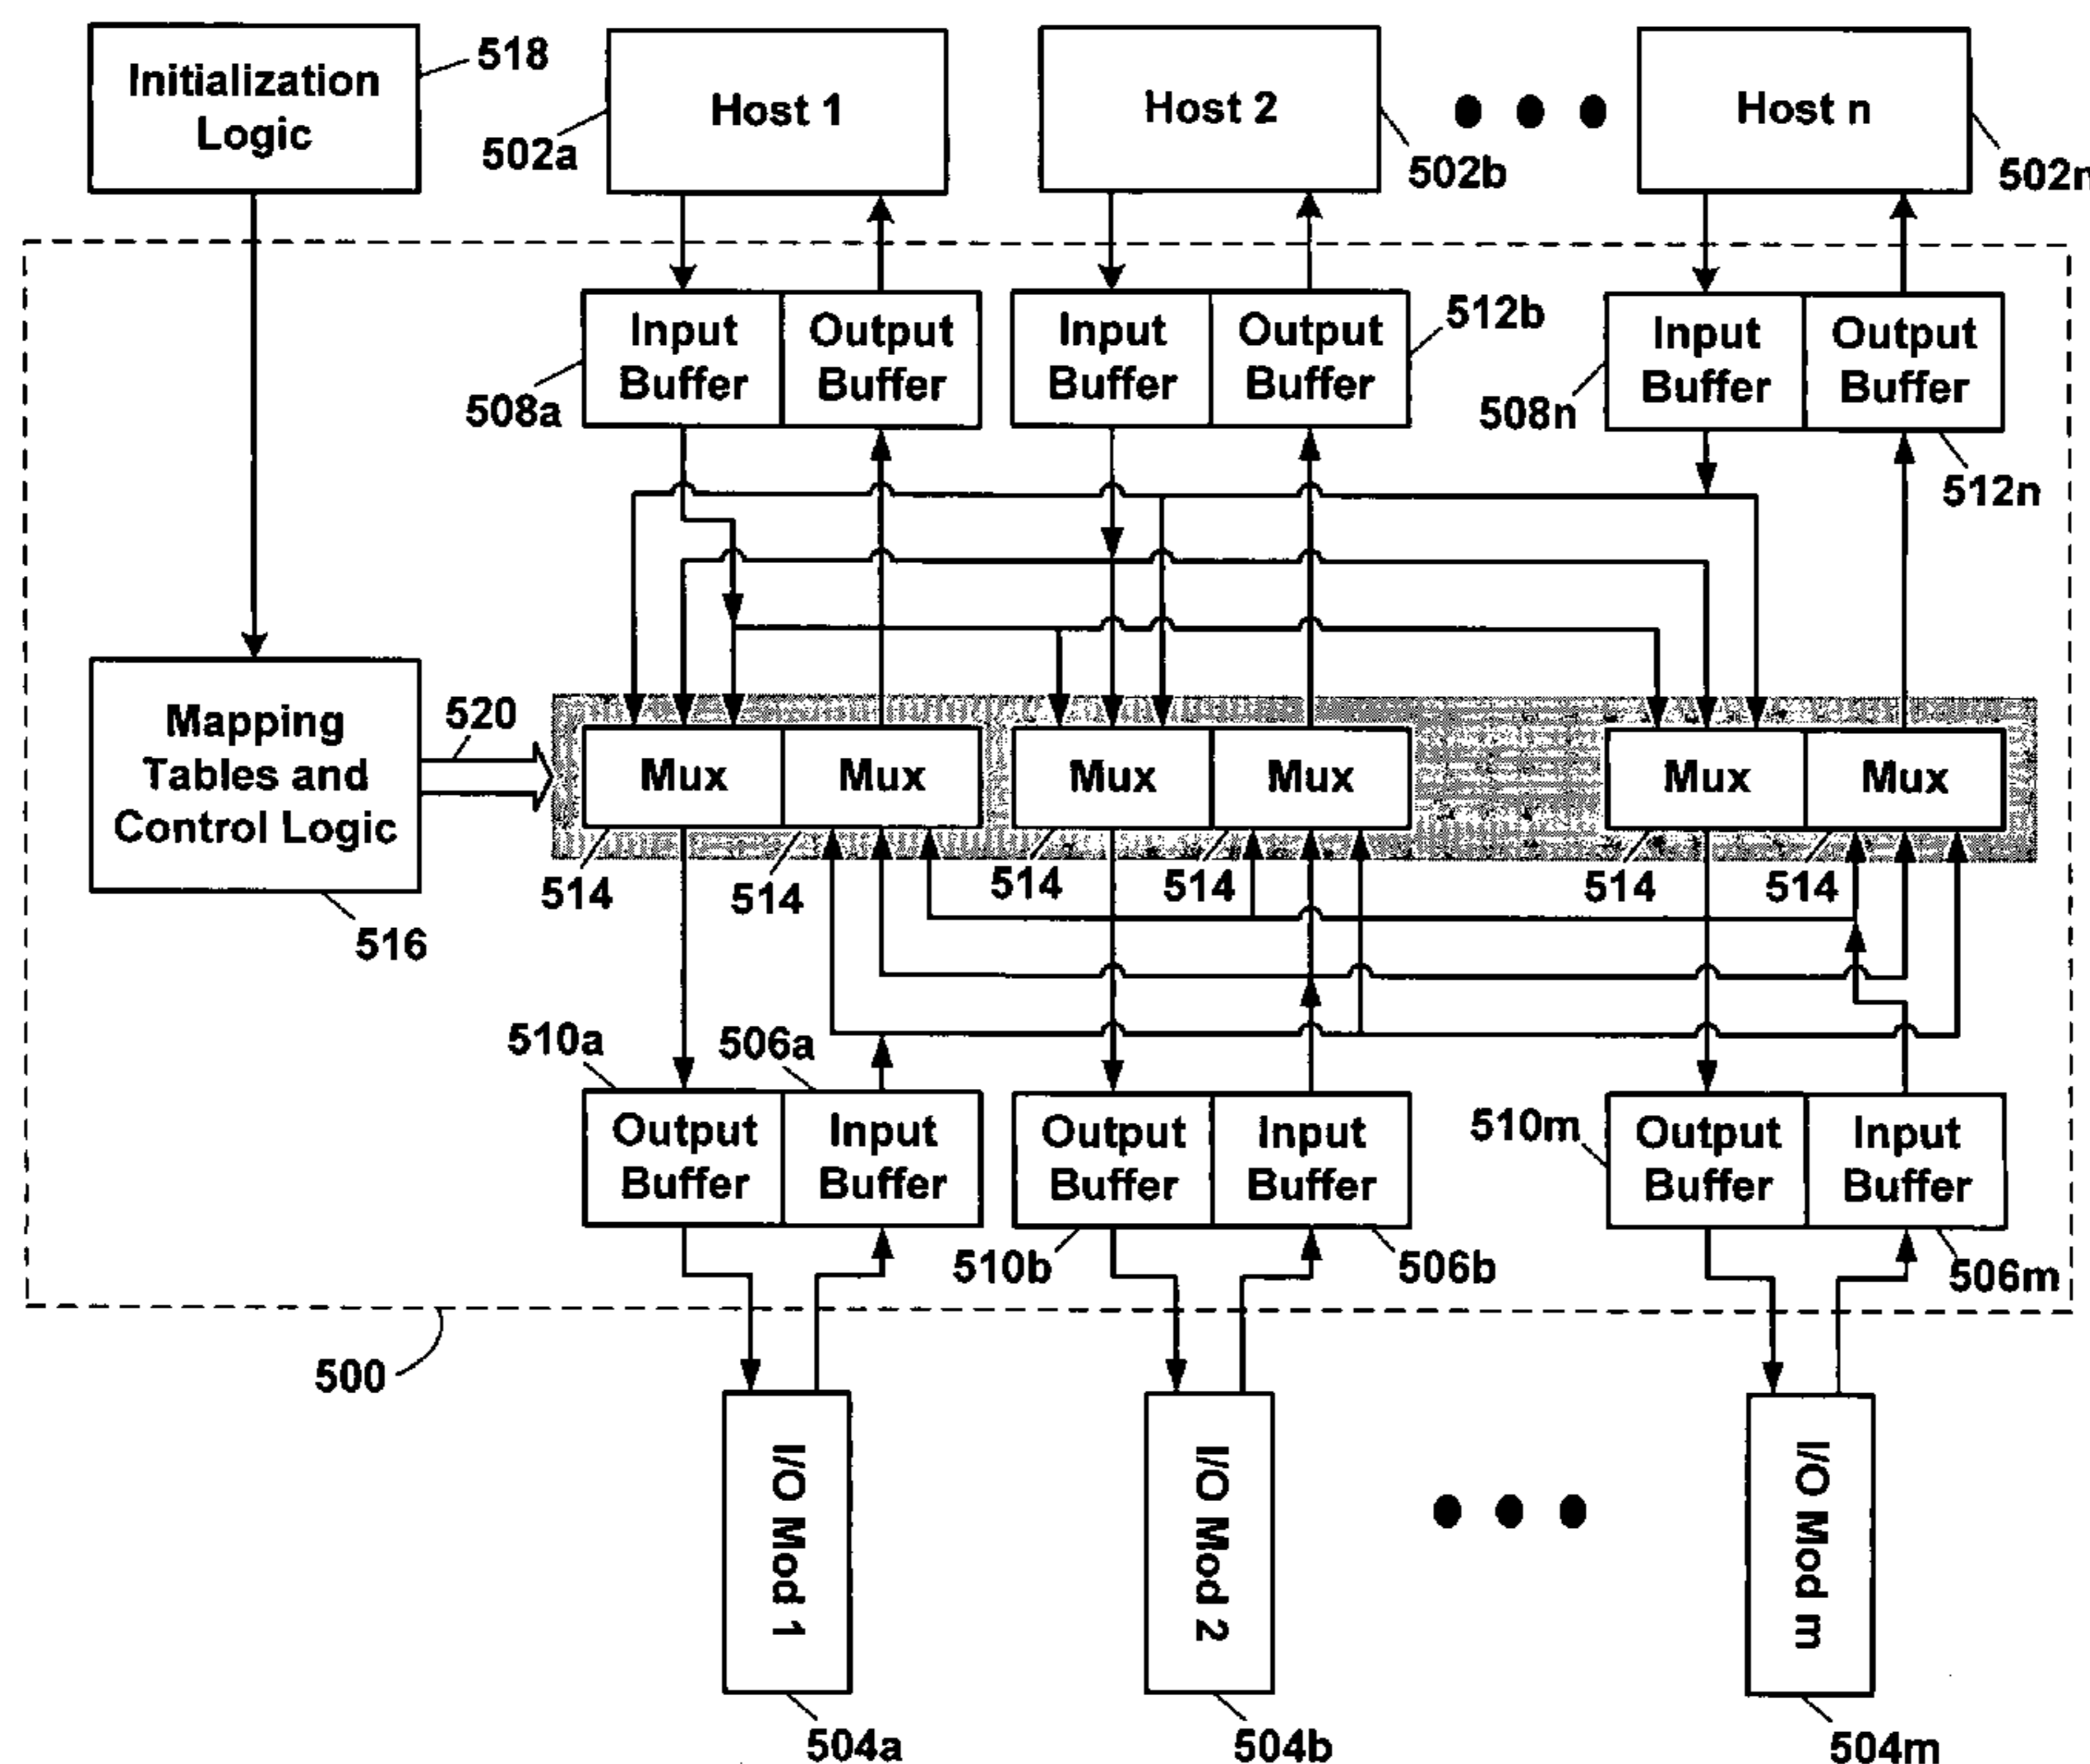 Initialization
Logic
518
Host 1
502a
Host 2
502b
Host n
502n
Input
Buffer
Output
Buffer
508a
Input
Buffer
Output
Buffer
512b
Input
Buffer
Output
Buffer
508n
512n
Mapping
Tables and
Control Logic
520
516
Mux
Mux
Mux
Mux
Mux
Mux
514
514
514
514
514
514
510a
506a
Output
Buffer
Input
Buffer
Output
Buffer
Input
Buffer
510b
506b
510m
Output
Buffer
Input
Buffer
506m
500
I/O Mod 1
I/O Mod 2
I/O Mod m
504a
504b
504m